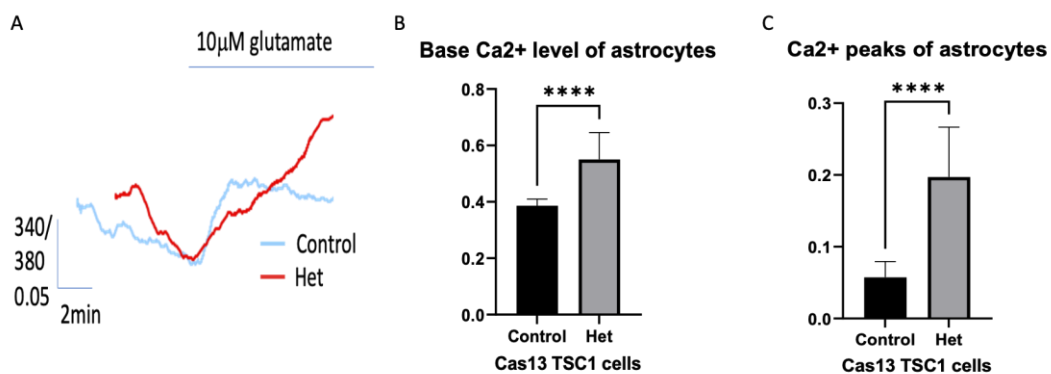 A
10μM glutamate
340/
380
0.05
2min
Control
Het
B
Base Ca2+ level of astrocytes
****
0.8
0.6
0.4
0.2
0.0
Control Het
Cas13 TSC1 cells
C
Ca2+ peaks of astrocytes
****
0.3
0.2
0.1
0.0
Control Het
Cas13 TSC1 cells